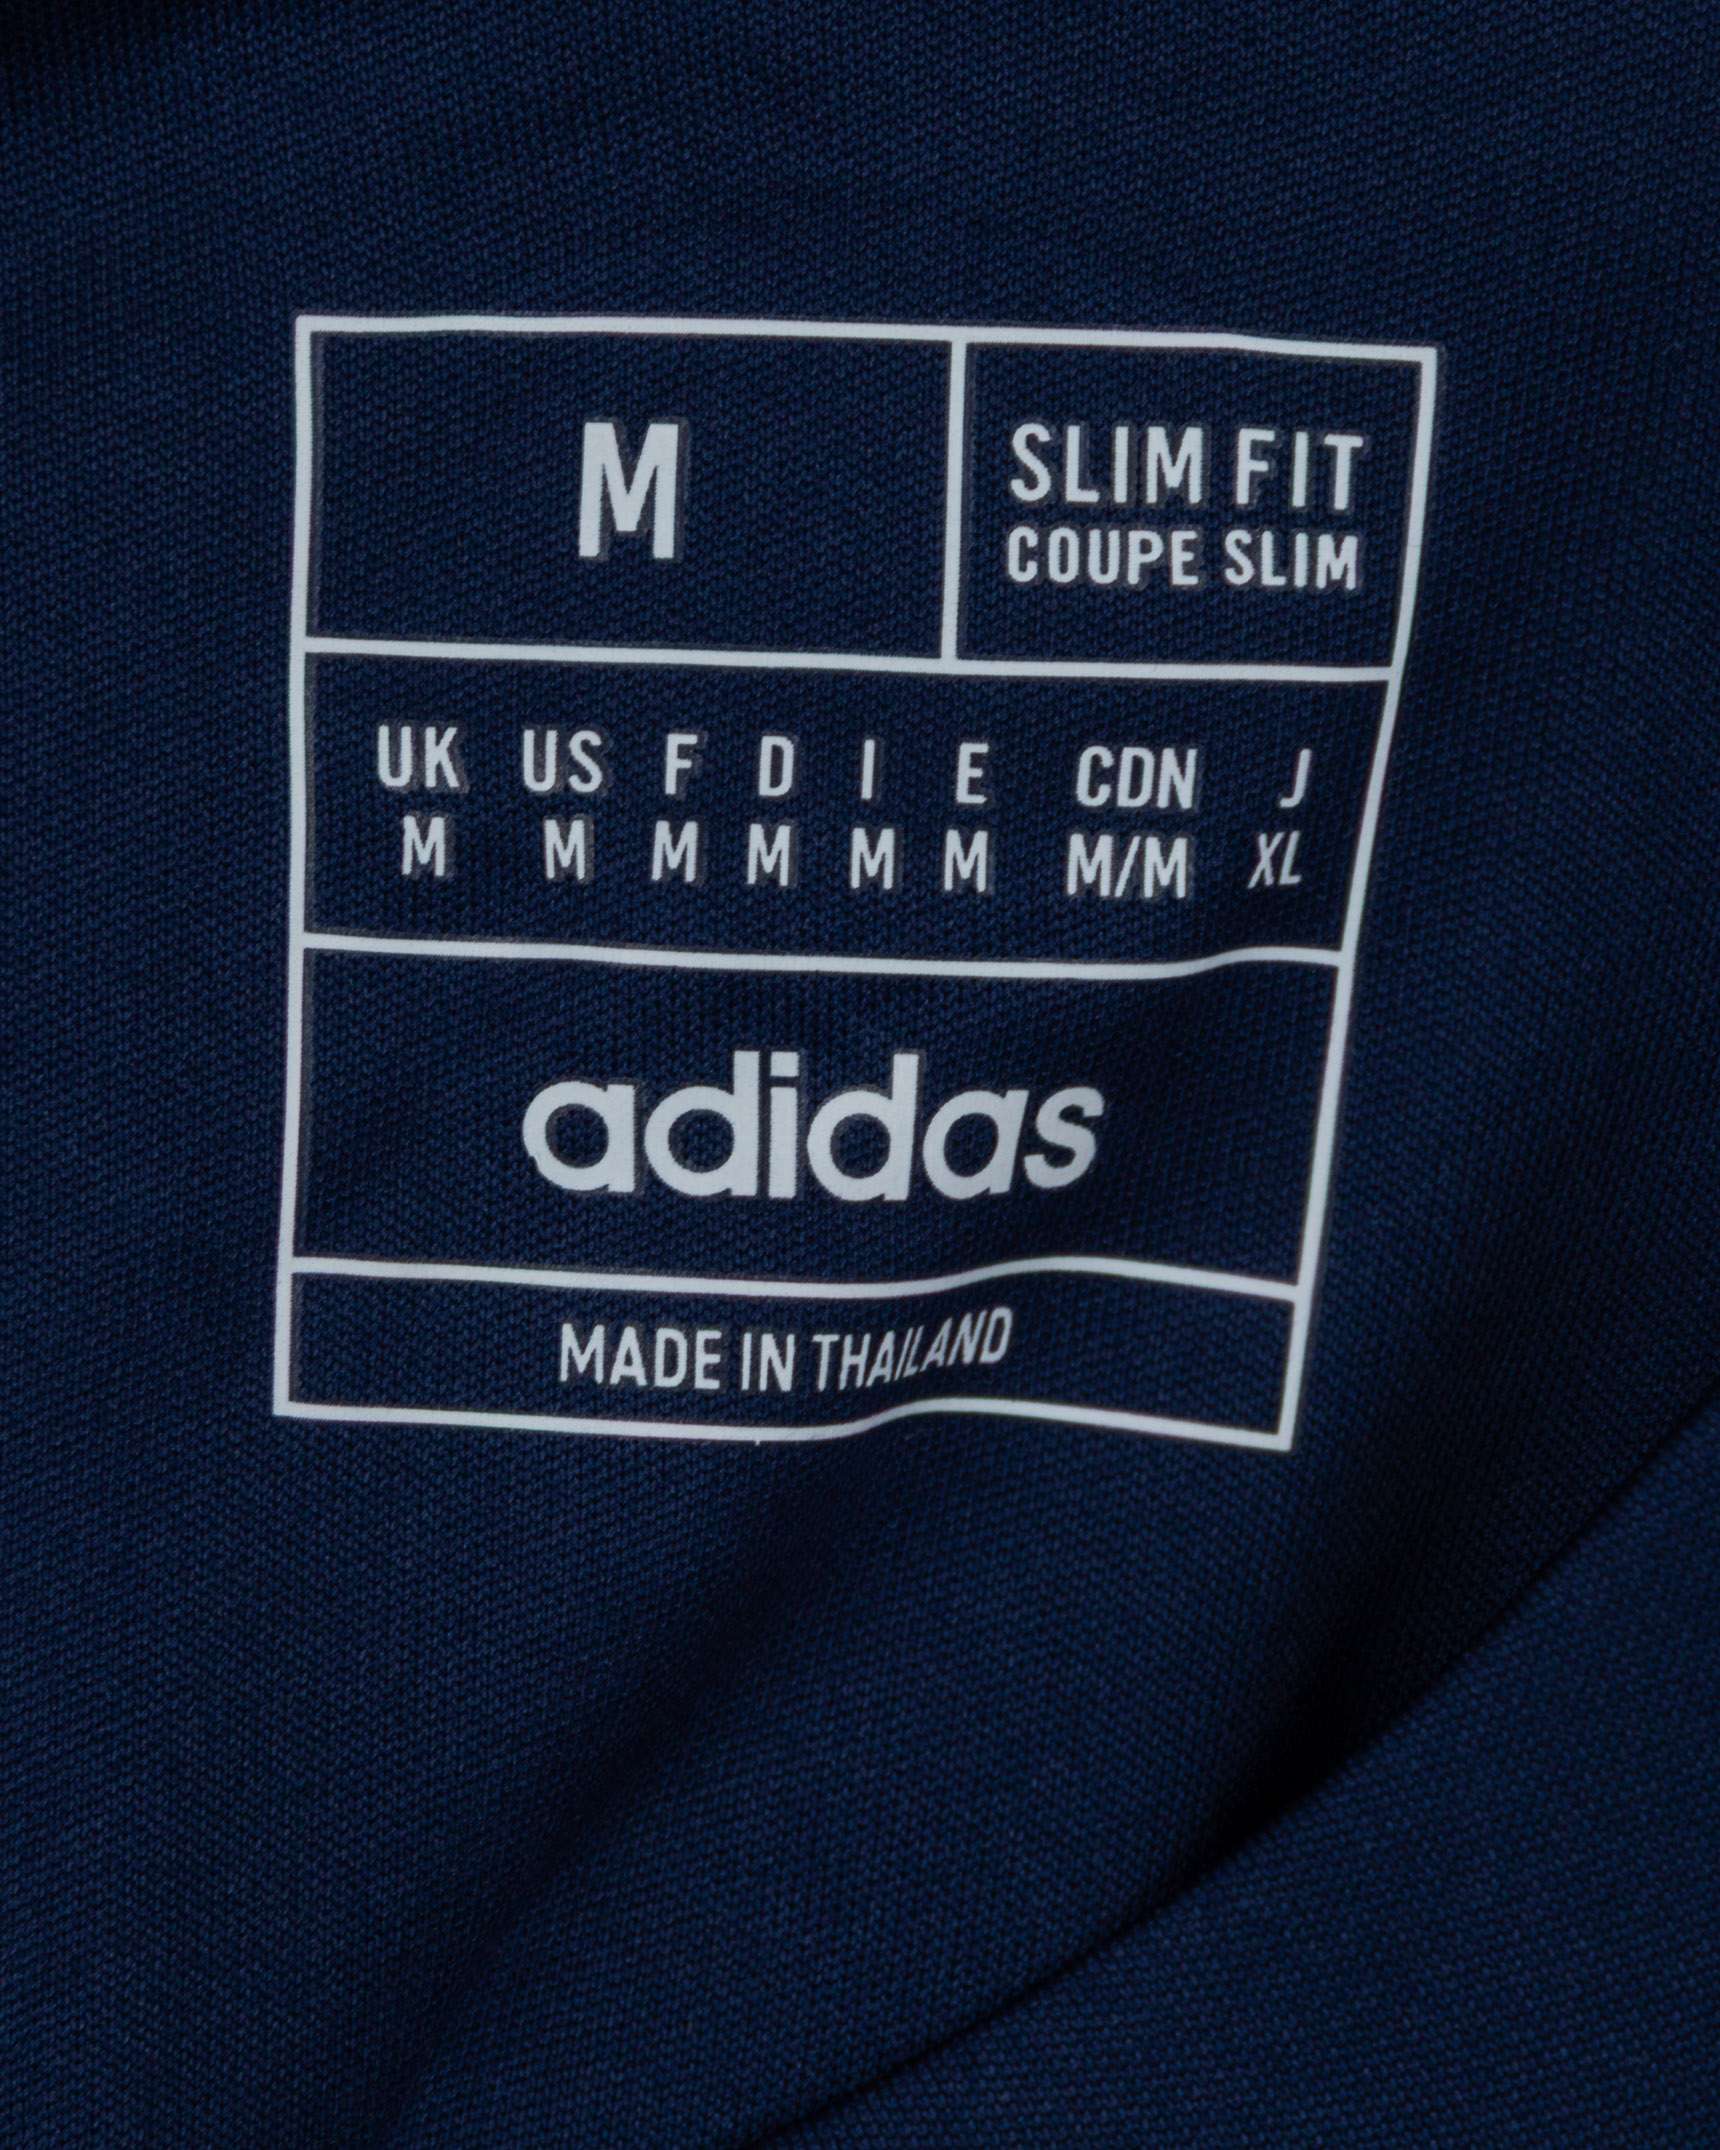 M
SLIM FIT
COUPE SLIM
UK US F D I E CDN J
M M M M M M M/M XL
adidas
MADE IN THAILAND